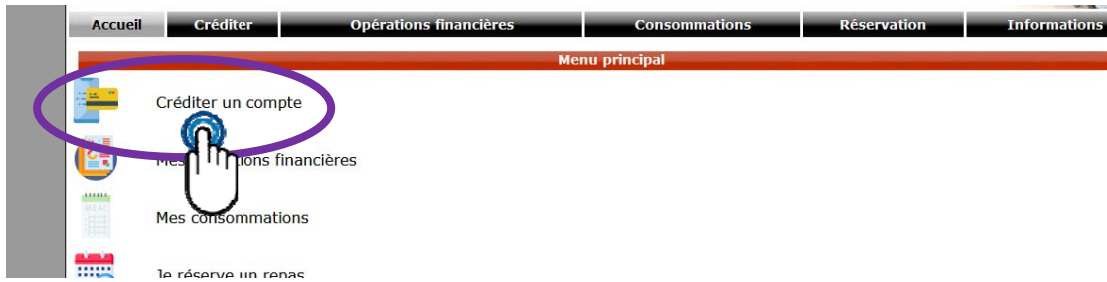 Accueil Créditer Opérations financières Consommations Réservation Informations
Menu principal
Créditer un compte
Mes financières
Mes consommations
Je réserve un repas